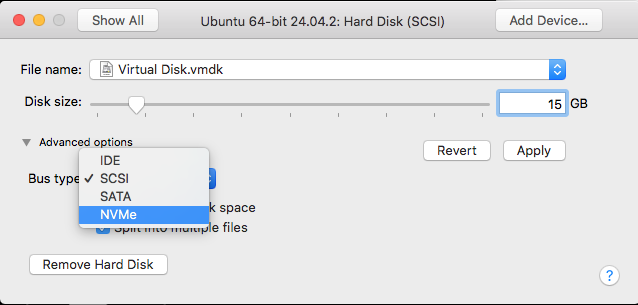 Show All Ubuntu 64-bit 24.04.2: Hard Disk (SCSI) Add Device...
File name: Virtual Disk.vmdk
Disk size: 15 GB
Advanced options Revert Apply
IDE
Bus type ✓ SCSI
SATA
k space
NVMe
Split into multiple files
Remove Hard Disk ?